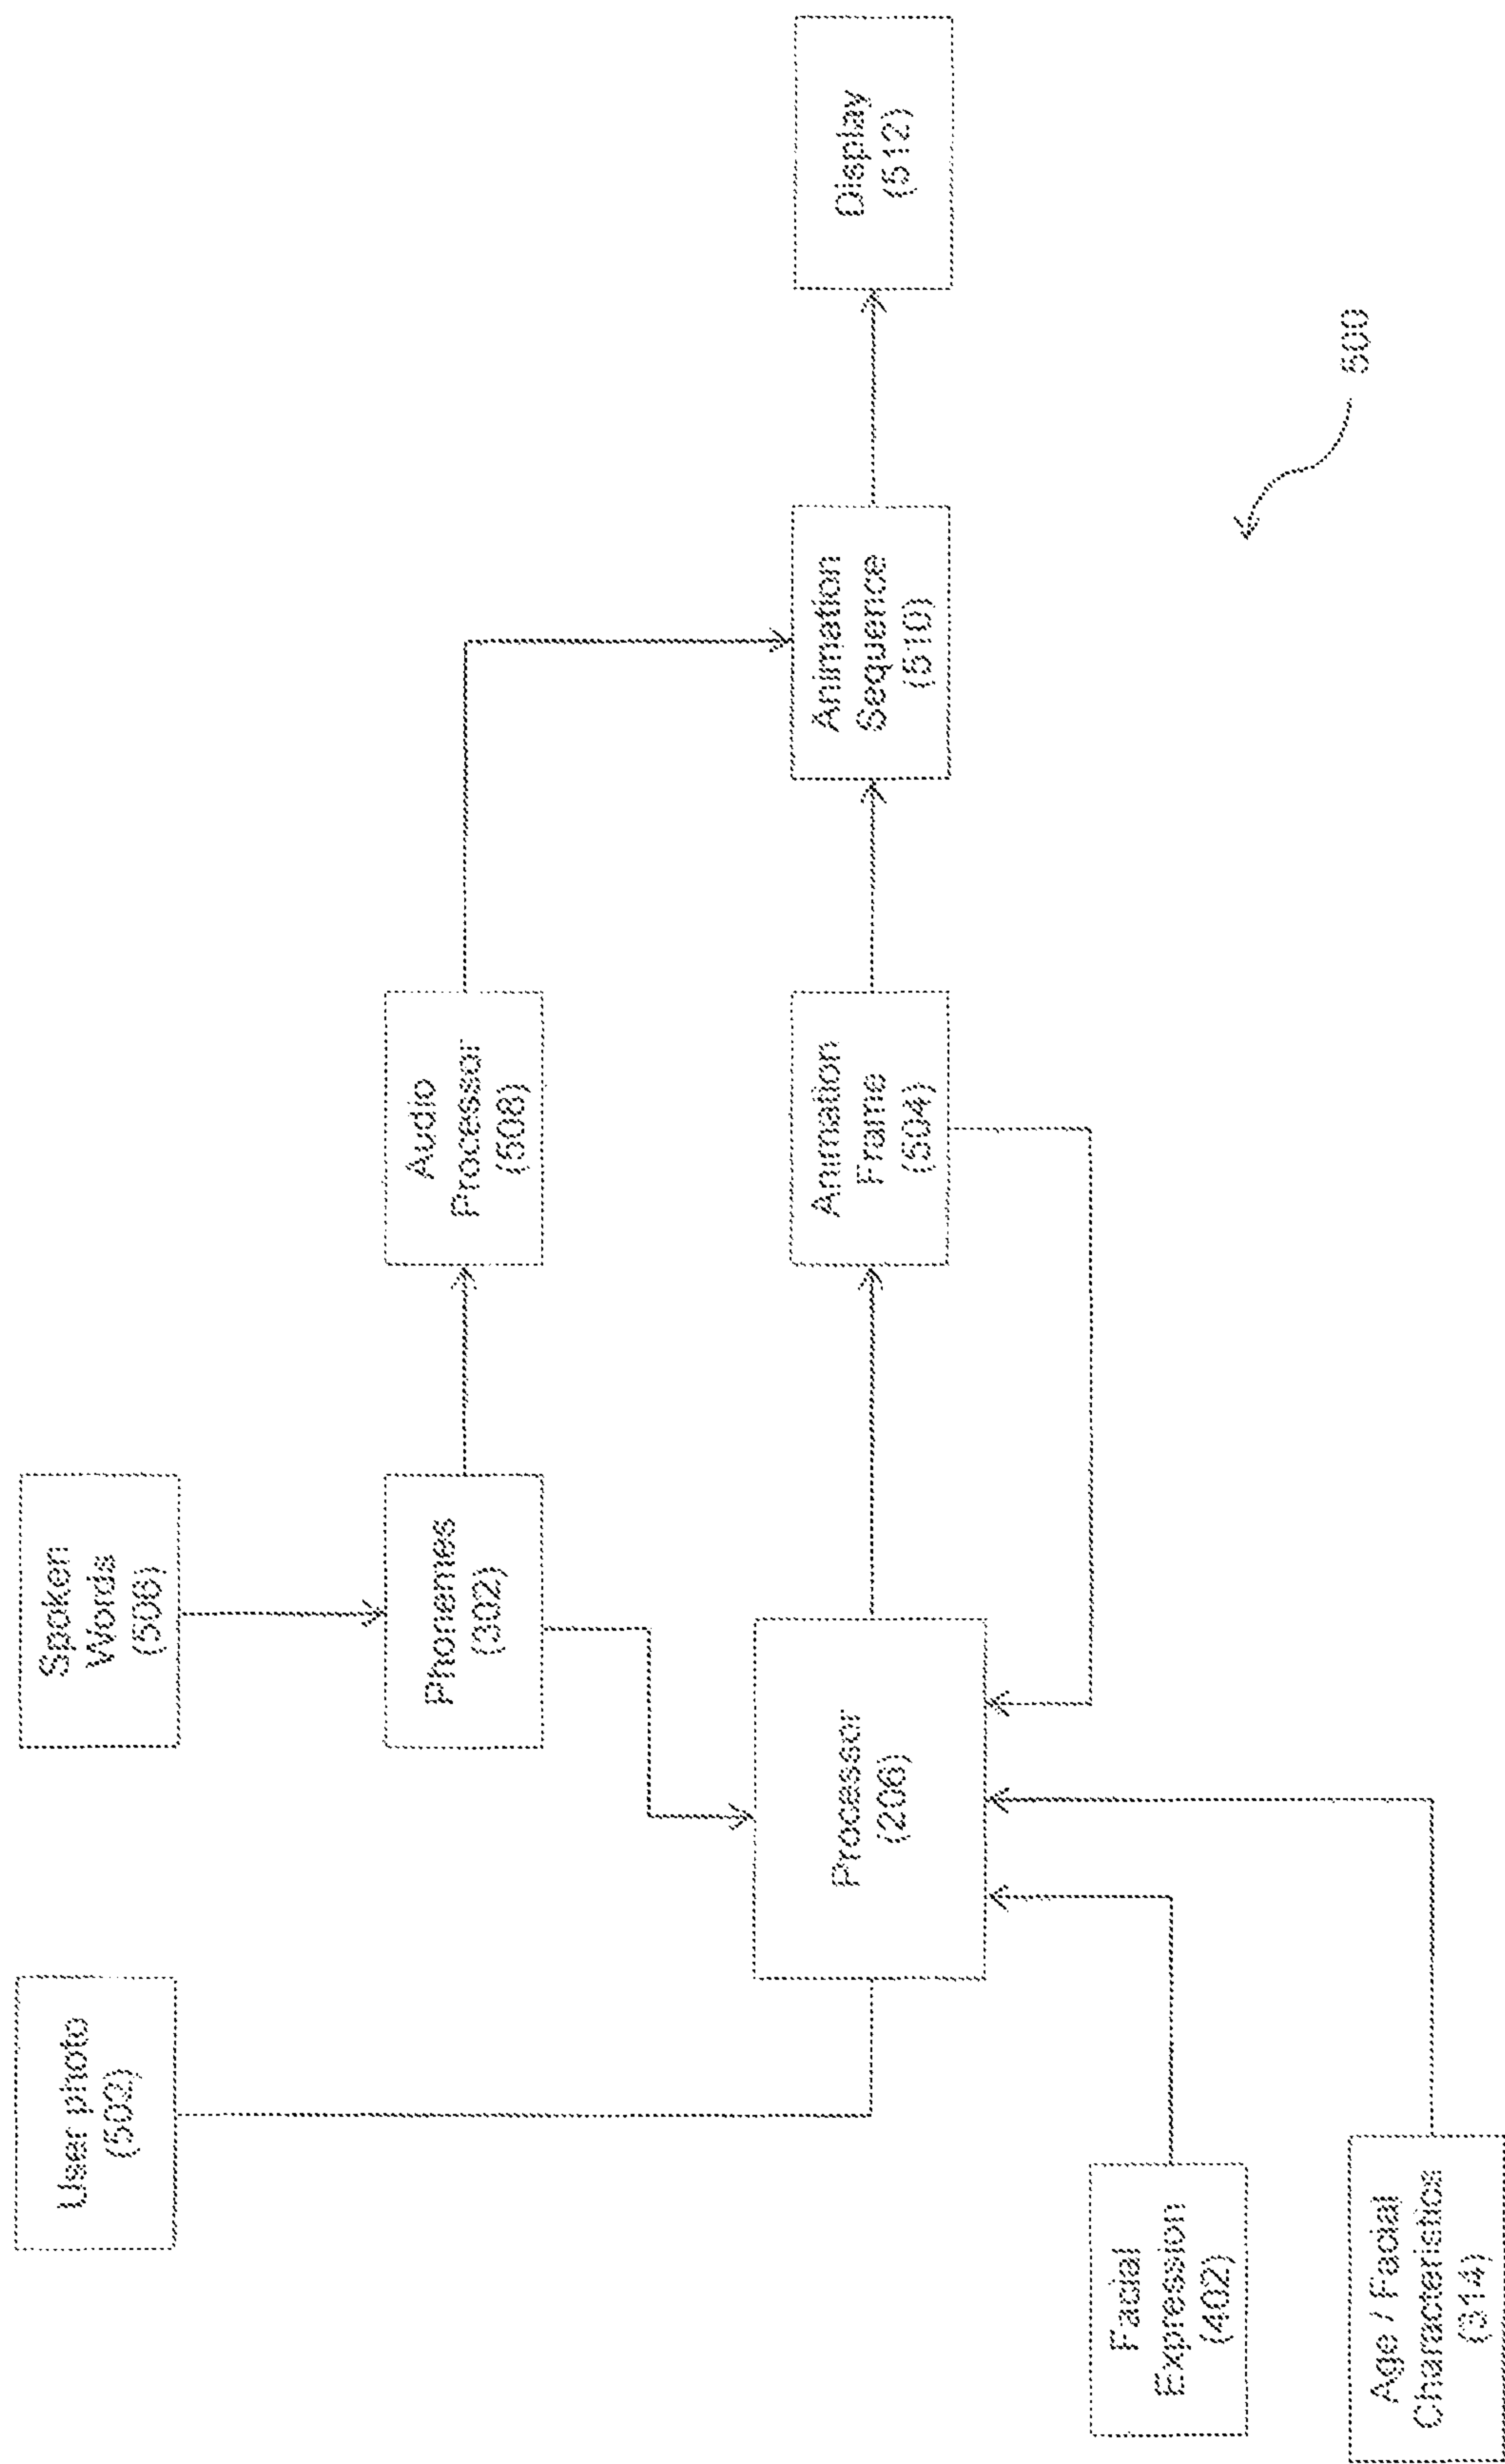 User photo
(502)
Spoken
Words
(506)
Phonemes
(302)
Audio
Processor
(508)
Processor
(206)
Animation
Frame
(504)
Animation
Sequence
(510)
Display
(512)
Facial
Expression
(402)
Age / Facial
Characteristics
(314)
500